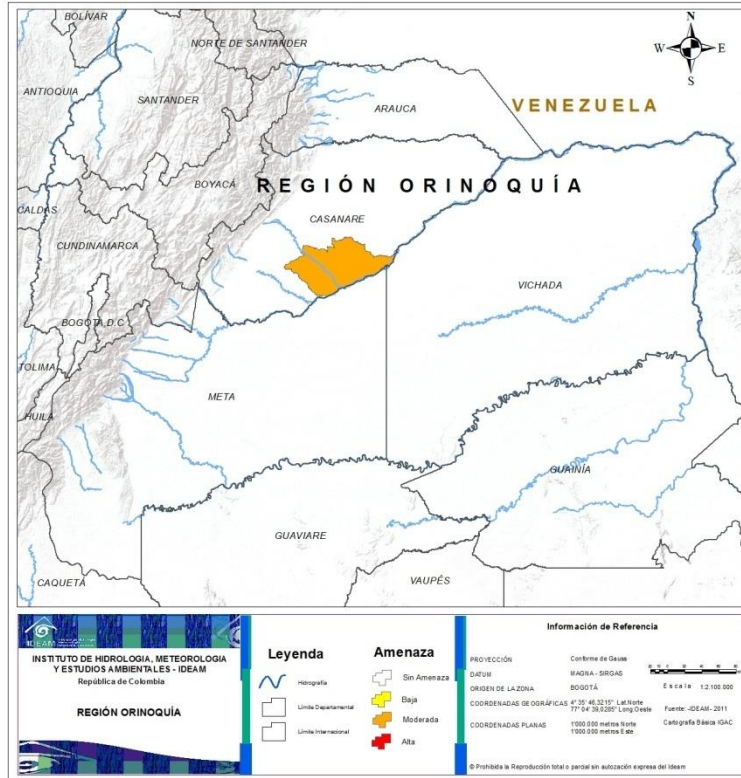 BOLÍVAR
NORTE DE SANTANDER
N
W E
S
ANTIOQUIA
SANTANDER
ARAUCA
VENEZUELA
BOYACÁ
REGIÓN ORINOQUÍA
CALDAS
CASANARE
CUNDINAMARCA
VICHADA
BOGOTÁ, D.C
TOLIMA
META
HUILA
GUAINÍA
GUAVIARE
CAQUETÁ
VAUPÉS
IDEAM
INSTITUTO DE HIDROLOGIA, METEOROLOGIA
Y ESTUDIOS AMBIENTALES - IDEAM
República de Colombia
REGIÓN ORINOQUÍA
Leyenda
Hidrografía
Límite Departamental
Límite Internacional
Amenaza
Sin Amenaza
Baja
Moderada
Alta
Información de Referencia
PROYECCIÓN Conforme de Gauss
DATUM MAGNA - SIRGAS
ORIGEN DE LA ZONA BOGOTÁ
COORDENADAS GEOGRÁFICAS 4° 35' 46,3215'' Lat.Norte
77° 04' 39,0285'' Long.Oeste
COORDENADAS PLANAS 1'000.000 metros Norte
1'000.000 metros Este
Escala 1:2.100.000
Fuente: -IDEAM- 2011
Cartografía Básica IGAC
© Prohibida la Reproducción total o parcial sin autozación expresa del Ideam